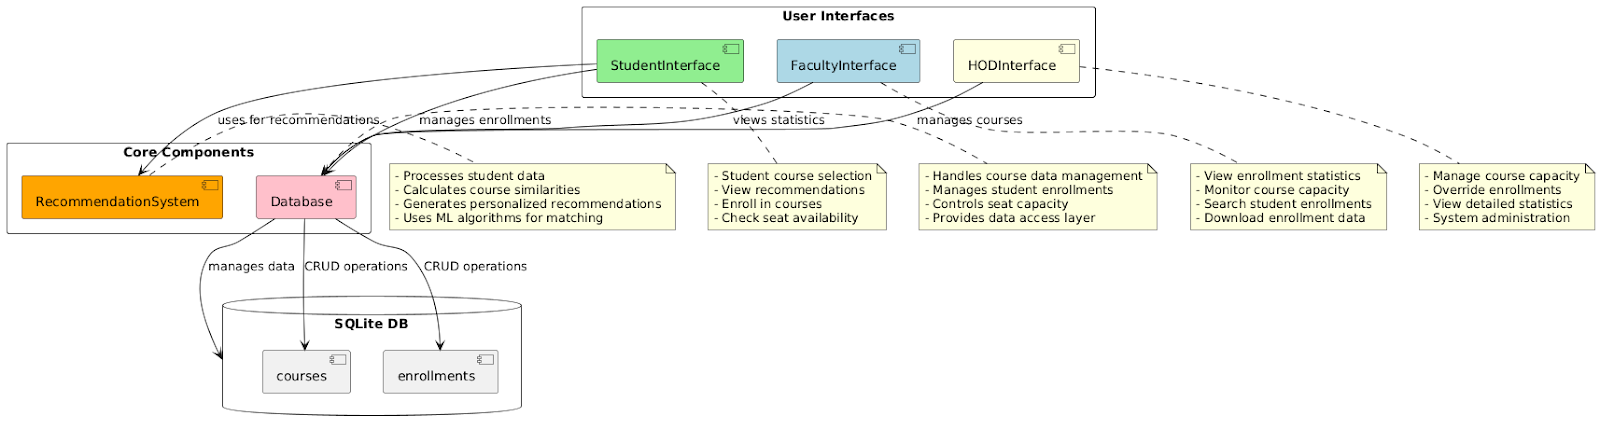 User Interfaces
StudentInterface
FacultyInterface
HODInterface
uses for recommendations
manages enrollments
views statistics
manages courses
Core Components
RecommendationSystem
Database
- Processes student data
- Calculates course similarities
- Generates personalized recommendations
- Uses ML algorithms for matching
- Student course selection
- View recommendations
- Enroll in courses
- Check seat availability
- Handles course data management
- Manages student enrollments
- Controls seat capacity
- Provides data access layer
- View enrollment statistics
- Monitor course capacity
- Search student enrollments
- Download enrollment data
- Manage course capacity
- Override enrollments
- View detailed statistics
- System administration
manages data
CRUD operations
CRUD operations
SQLite DB
courses
enrollments